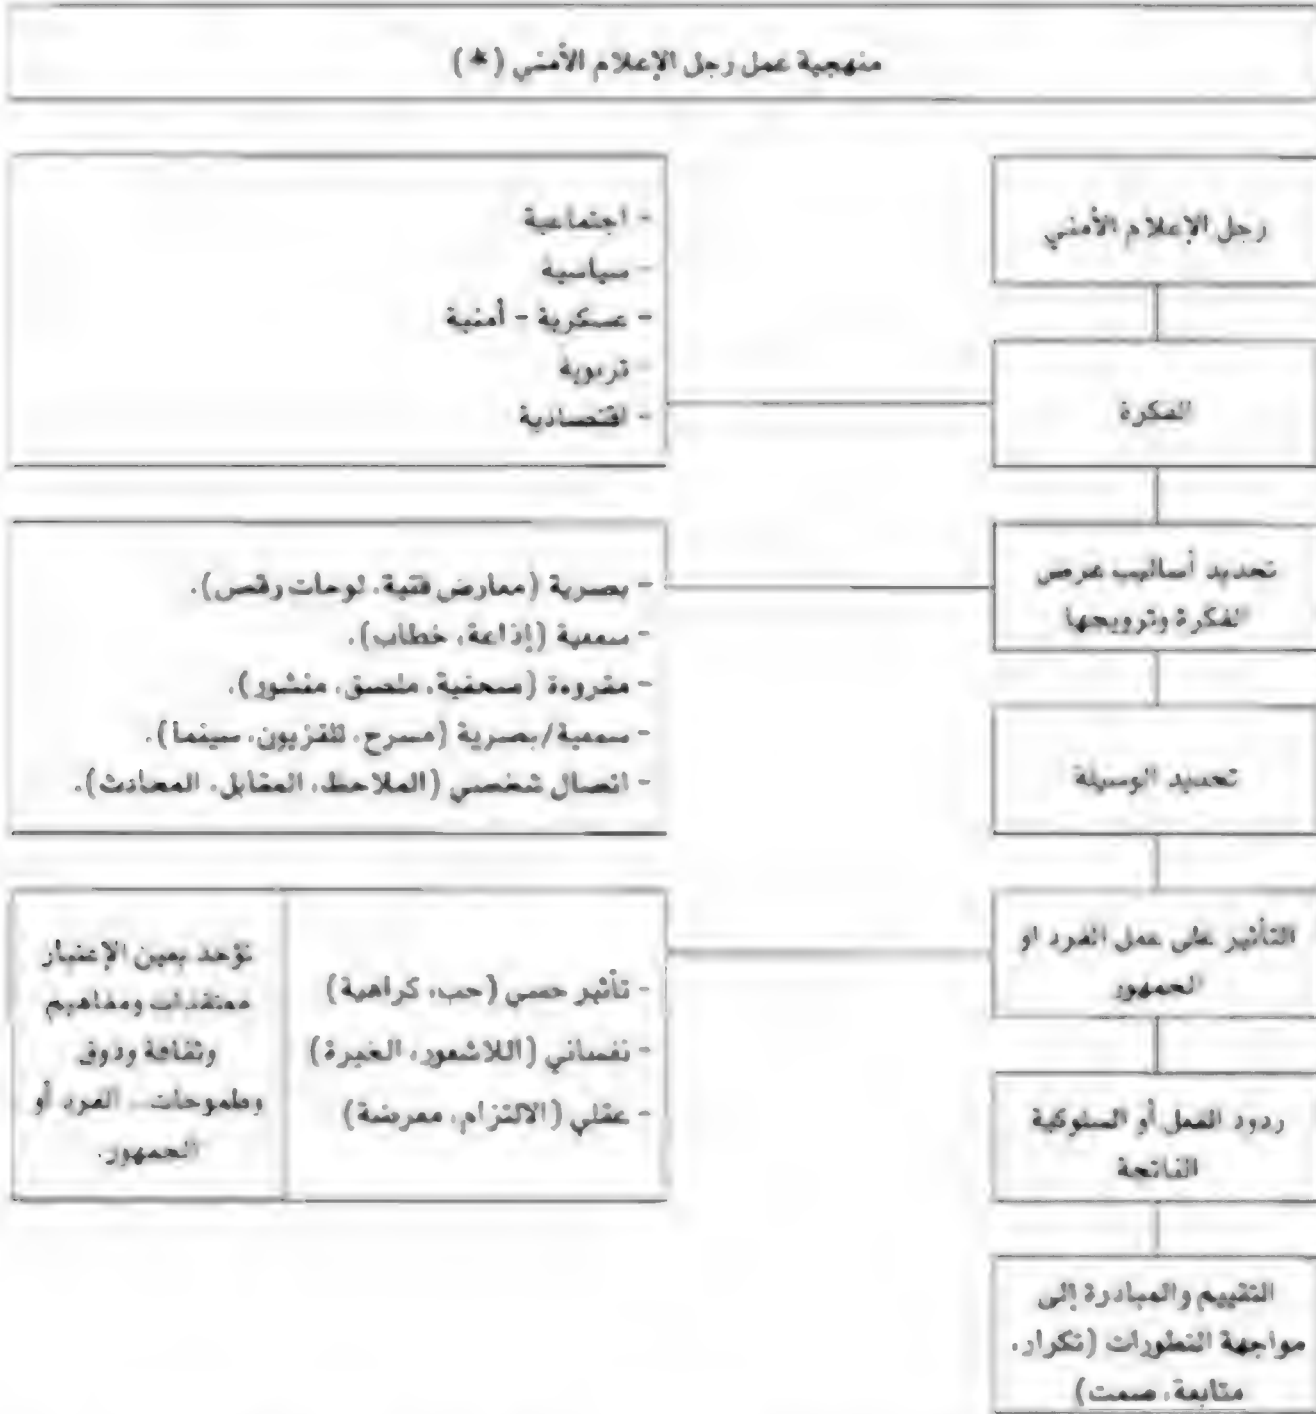 منهجية عمل رجل الإعلام الأمني (*)
رجل الإعلام الأمني
الفكرة
- اجتماعية
- سياسية
- عسكرية - أمنية
- تربوية
- اقتصادية
تحديد أساليب عرض
الفكرة وترويجها
- بصرية (معارض فنية، لوحات رقص).
- سمعية (إذاعة، خطاب).
- مقروءة (صحفية، ملصق، منشور).
- سمعية/بصرية (مسرح، تلفزيون، سينما).
- اتصال شخصي (الملاحظ، المقابل، المحادث).
تحديد الوسيلة
التأثير على عمل الفرد او
الجمهور
- تأثير حسي (حب، كراهية)
- نفساني (اللاشعور، الغيرة)
- عقلي (الالتزام، معرضة)
تؤخذ بعين الإعتبار
معتقدات ومفاهيم
وثقافة وذوق
وطموحات.. الفرد أو
الجمهور.
ردود الفعل أو السلوكية
الناتجة
التقييم والمبادرة إلى
مواجهة التطورات (تكرار،
متابعة، صمت)